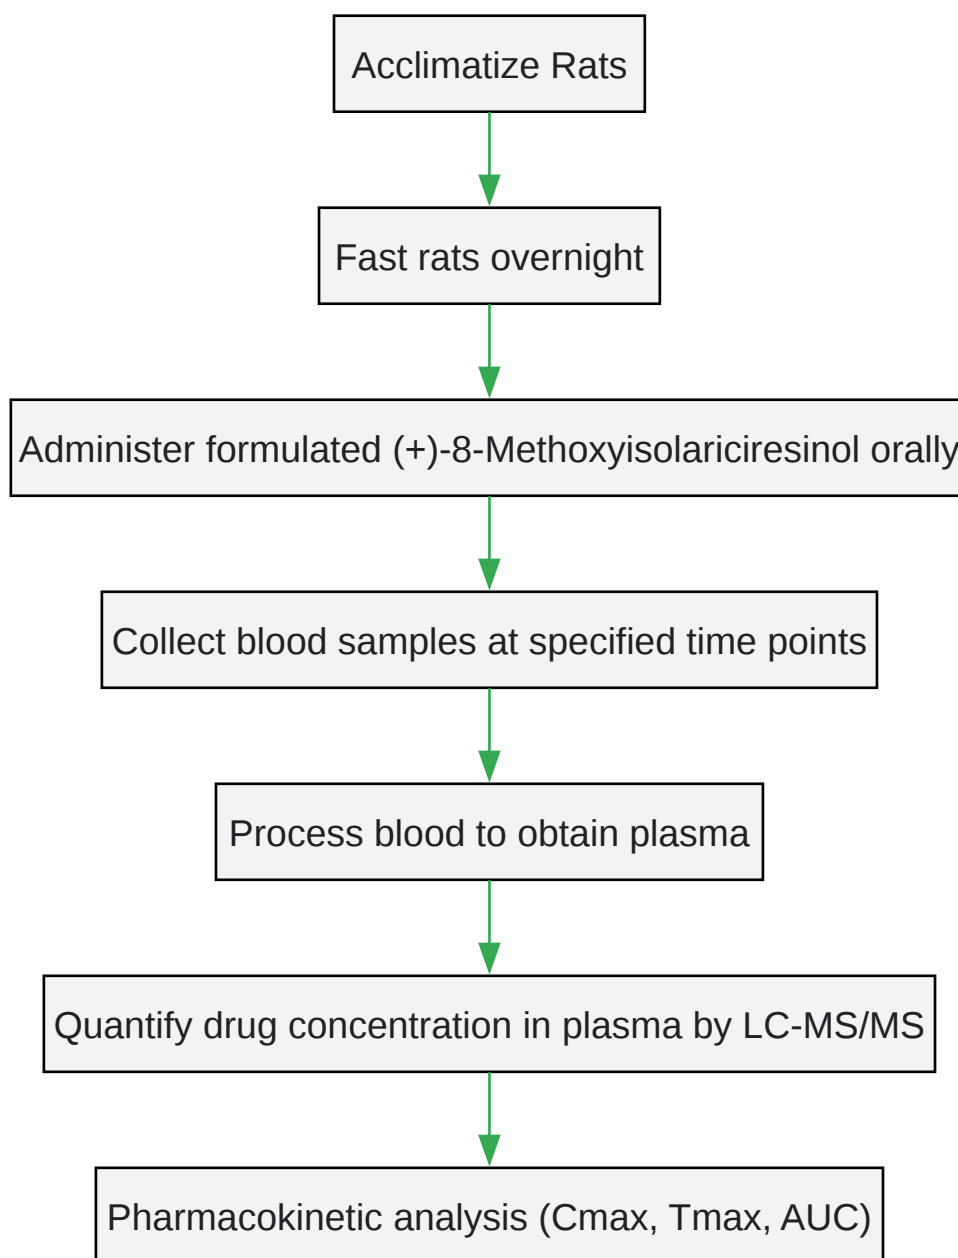 Acclimatize Rats
Fast rats overnight
Administer formulated (+)-8-Methoxyisolariciresinol orally
Collect blood samples at specified time points
Process blood to obtain plasma
Quantify drug concentration in plasma by LC-MS/MS
Pharmacokinetic analysis (Cmax, Tmax, AUC)